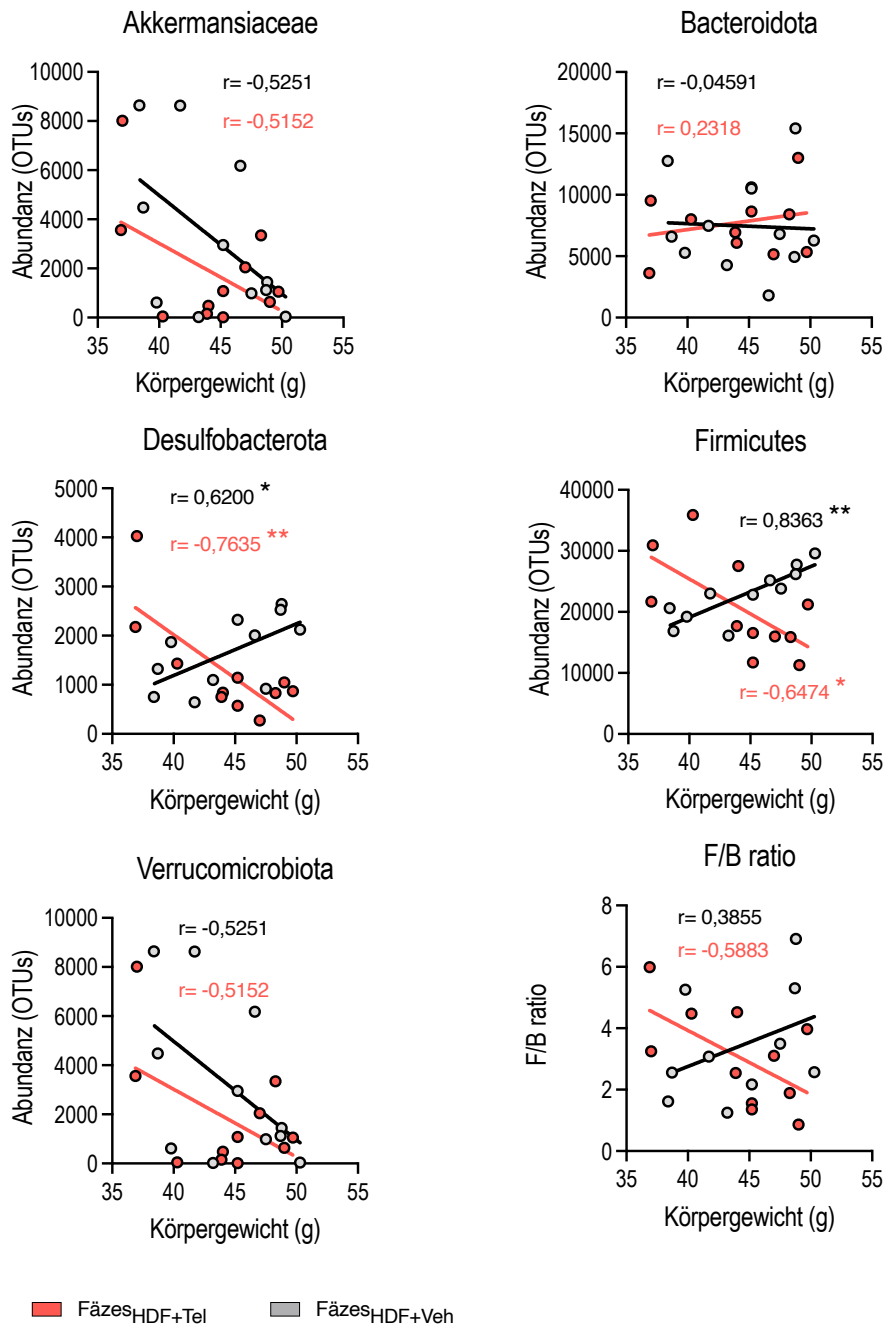 Akkermansiaceae
Abundanz (OTUs)
10000
8000
6000
4000
2000
0
r= -0,5251
r= -0,5152
35 40 45 50 55
Körpergewicht (g)
Bacteroidota
Abundanz (OTUs)
20000
15000
10000
5000
0
r= -0,04591
r= 0,2318
35 40 45 50 55
Körpergewicht (g)
Desulfobacterota
Abundanz (OTUs)
5000
4000
3000
2000
1000
0
r= 0,6200 *
r= -0,7635 **
35 40 45 50 55
Körpergewicht (g)
Firmicutes
Abundanz (OTUs)
40000
30000
20000
10000
0
r= 0,8363 **
r= -0,6474 *
35 40 45 50 55
Körpergewicht (g)
Verrucomicrobiota
Abundanz (OTUs)
10000
8000
6000
4000
2000
0
r= -0,5251
r= -0,5152
35 40 45 50 55
Körpergewicht (g)
F/B ratio
F/B ratio
8
6
4
2
0
r= 0,3855
r= -0,5883
35 40 45 50 55
Körpergewicht (g)
FäzesHDF+Tel
FäzesHDF+Veh